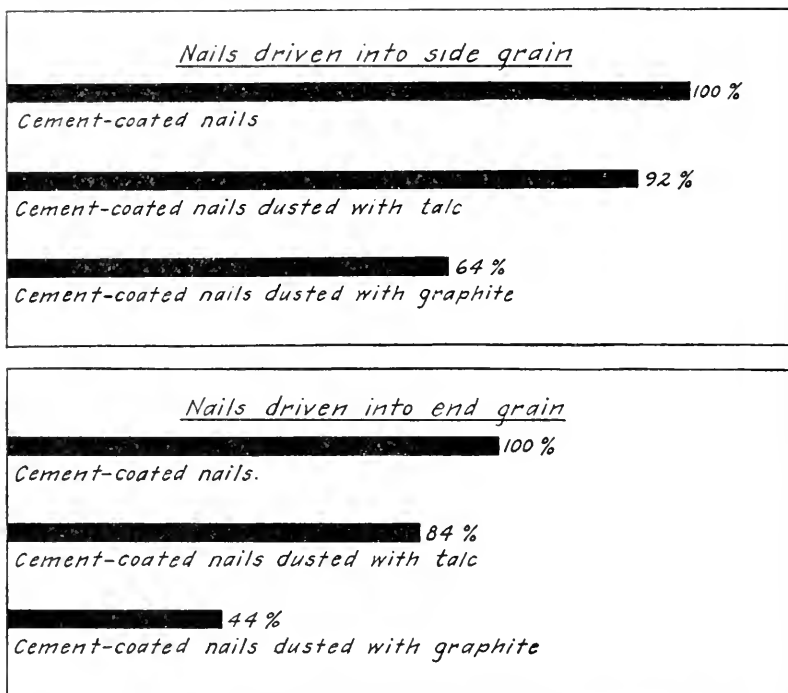 Nails driven into side grain
100 %
Cement-coated nails
92 %
Cement-coated nails dusted with talc
64 %
Cement-coated nails dusted with graphite
Nails driven into end grain
100 %
Cement-coated nails.
84 %
Cement-coated nails dusted with talc
44 %
Cement-coated nails dusted with graphite